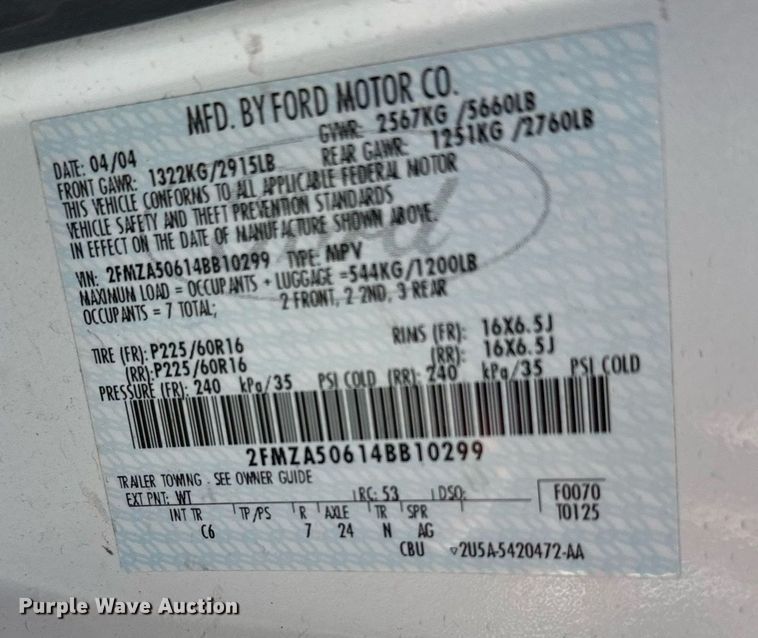 MFD. BY FORD MOTOR CO.
DATE: 04/04 GVWR: 2567KG /5660LB
FRONT GAWR: 1322KG/2915LB REAR GAWR: 1251KG /2760LB
THIS VEHICLE CONFORMS TO ALL APPLICABLE FEDERAL MOTOR
VEHICLE SAFETY AND THEFT PREVENTION STANDARDS
IN EFFECT ON THE DATE OF MANUFACTURE SHOWN ABOVE.
Ford
VIN: 2FMZA50614BB10299 TYPE: MPV
MAXIMUM LOAD = OCCUPANTS + LUGGAGE =544KG/1200LB
OCCUPANTS = 7 TOTAL; 2-FRONT, 2-2ND, 3-REAR
TIRE (FR): P225/60R16 RIMS (FR): 16X6.5J
(RR): P225/60R16 (RR): 16X6.5J
PRESSURE (FR): 240 kPa/35 PSI COLD (RR): 240 kPa/35 PSI COLD
2FMZA50614BB10299
TRAILER TOWING - SEE OWNER GUIDE
EXT PNT: WT RC: 53 DSO: F0070
INT TR TP/PS R AXLE TR SPR T0125
C6 7 24 N AG
CBU ▽2U5A-5420472-AA
Purple Wave Auction